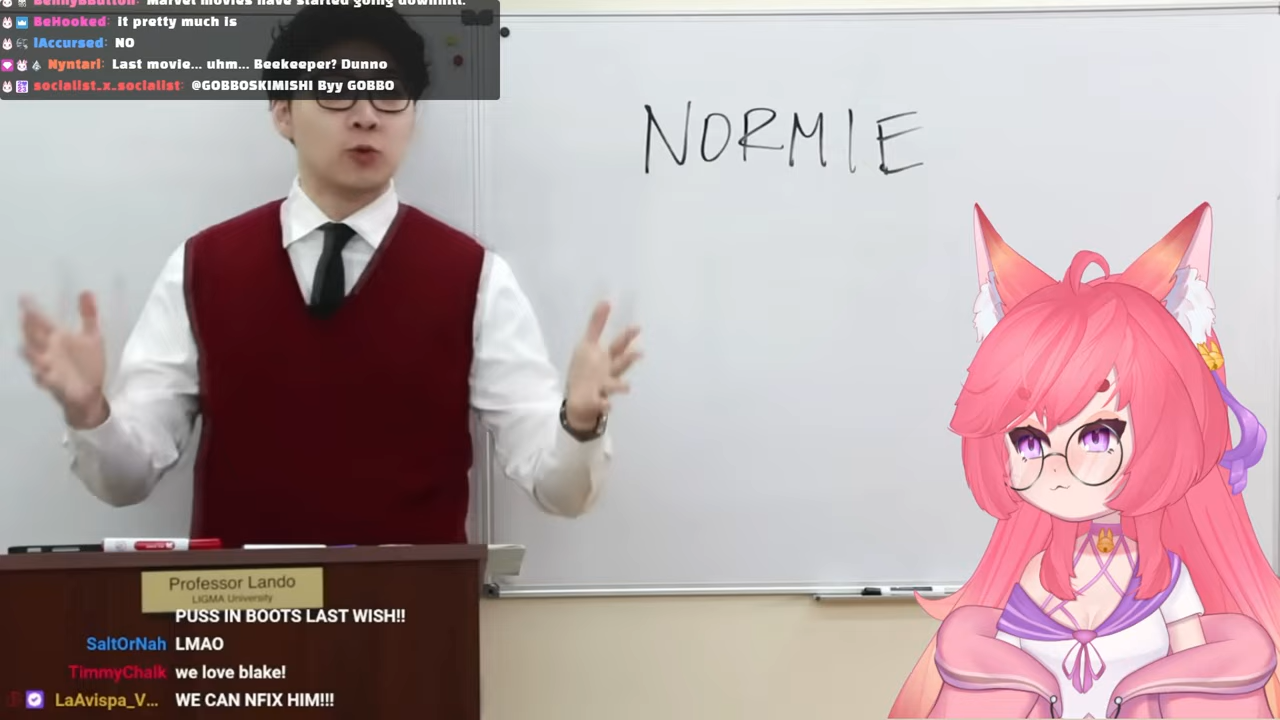 BennyBButton: Marvel movies have started going downhill.
BeHooked: it pretty much is
lAccursed: NO
Nyntarl: Last movie... uhm... Beekeeper? Dunno
socialist_x_socialist: @GOBBOSKIMISHI Byy GOBBO
NORMIE
Professor Lando
LIGMA University
PUSS IN BOOTS LAST WISH!!
SaltOrNah LMAO
TimmyChalk we love blake!
LaAvispa_V... WE CAN NFIX HIM!!!